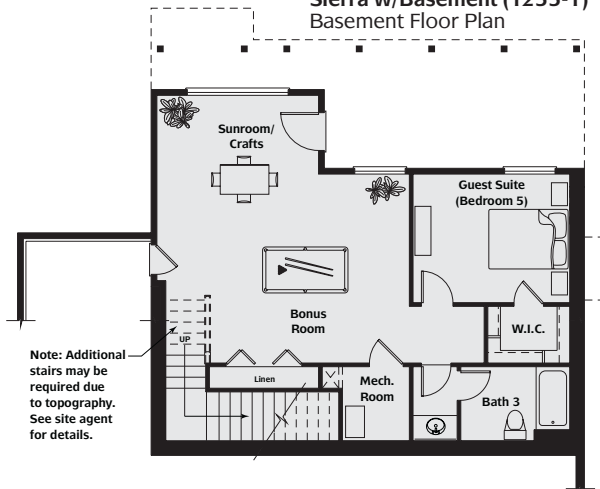 Sierra w/Basement (1255-1)
Basement Floor Plan
Sunroom/
Crafts
Guest Suite
(Bedroom 5)
Bonus
Room
W.I.C.
UP
Note: Additional
stairs may be
required due
to topography.
See site agent
for details.
Linen
Mech.
Room
Bath 3